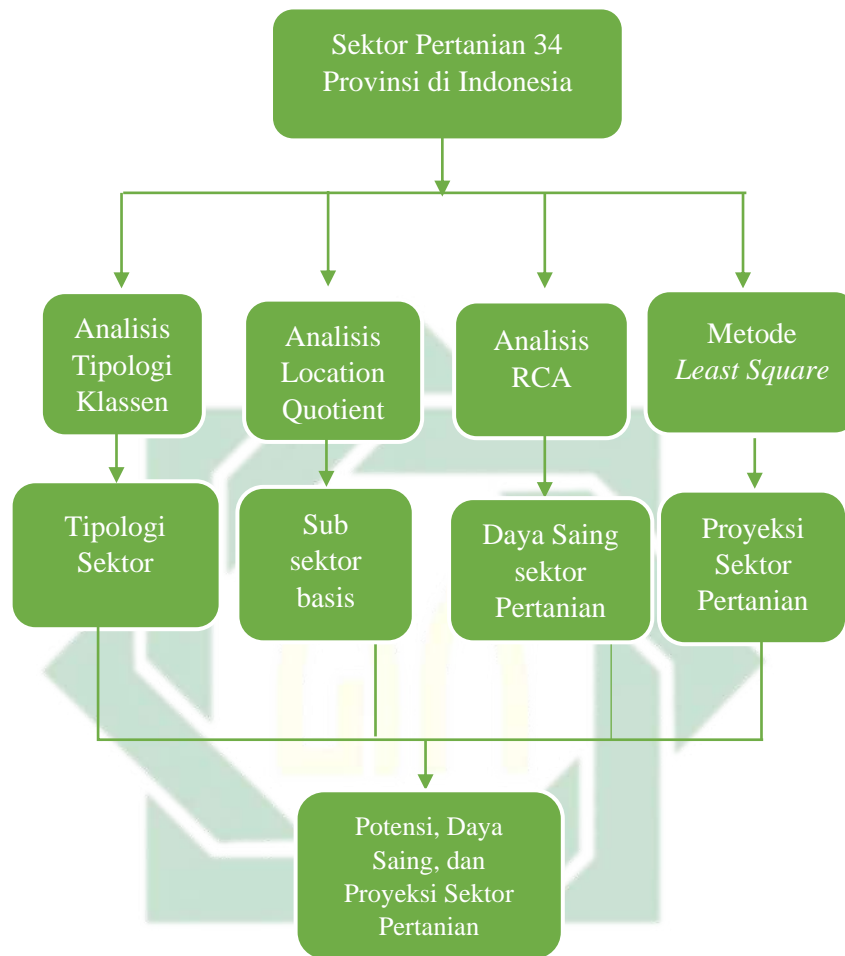 Sektor Pertanian 34
Provinsi di Indonesia
Analisis
Tipologi
Klassen
Analisis
Location
Quotient
Analisis
RCA
Metode
Least Square
Tipologi
Sektor
Sub
sektor
basis
Daya Saing
sektor
Pertanian
Proyeksi
Sektor
Pertanian
Potensi, Daya
Saing, dan
Proyeksi Sektor
Pertanian